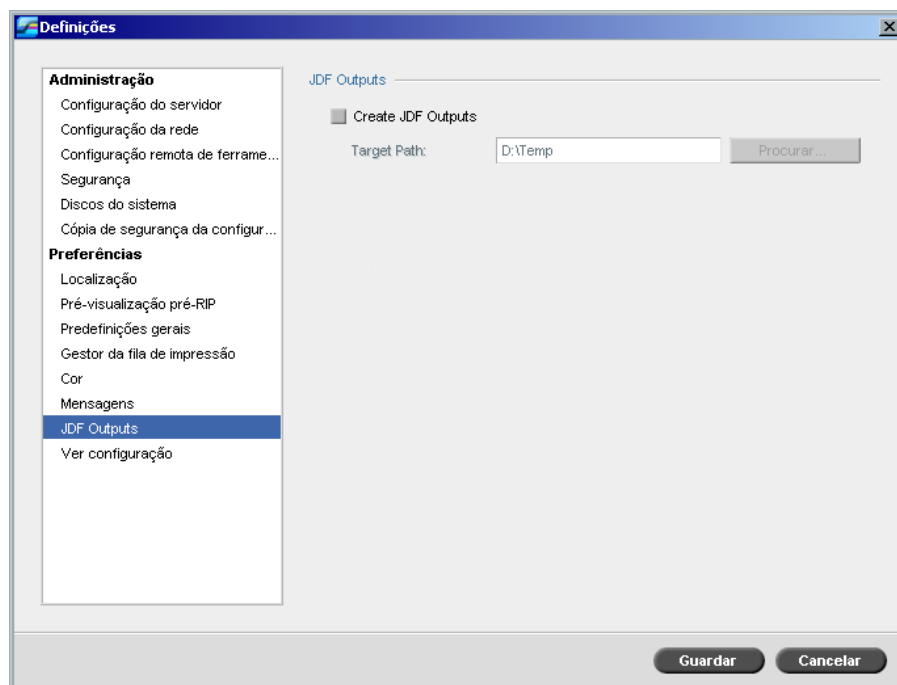 Definições
Administração
Configuração do servidor
Configuração da rede
Configuração remota de ferrame...
Segurança
Discos do sistema
Cópia de segurança da configur...
Preferências
Localização
Pré-visualização pré-RIP
Predefinições gerais
Gestor da fila de impressão
Cor
Mensagens
JDF Outputs
Ver configuração
JDF Outputs
Create JDF Outputs
Target Path: D:\Temp Procurar...
Guardar Cancelar